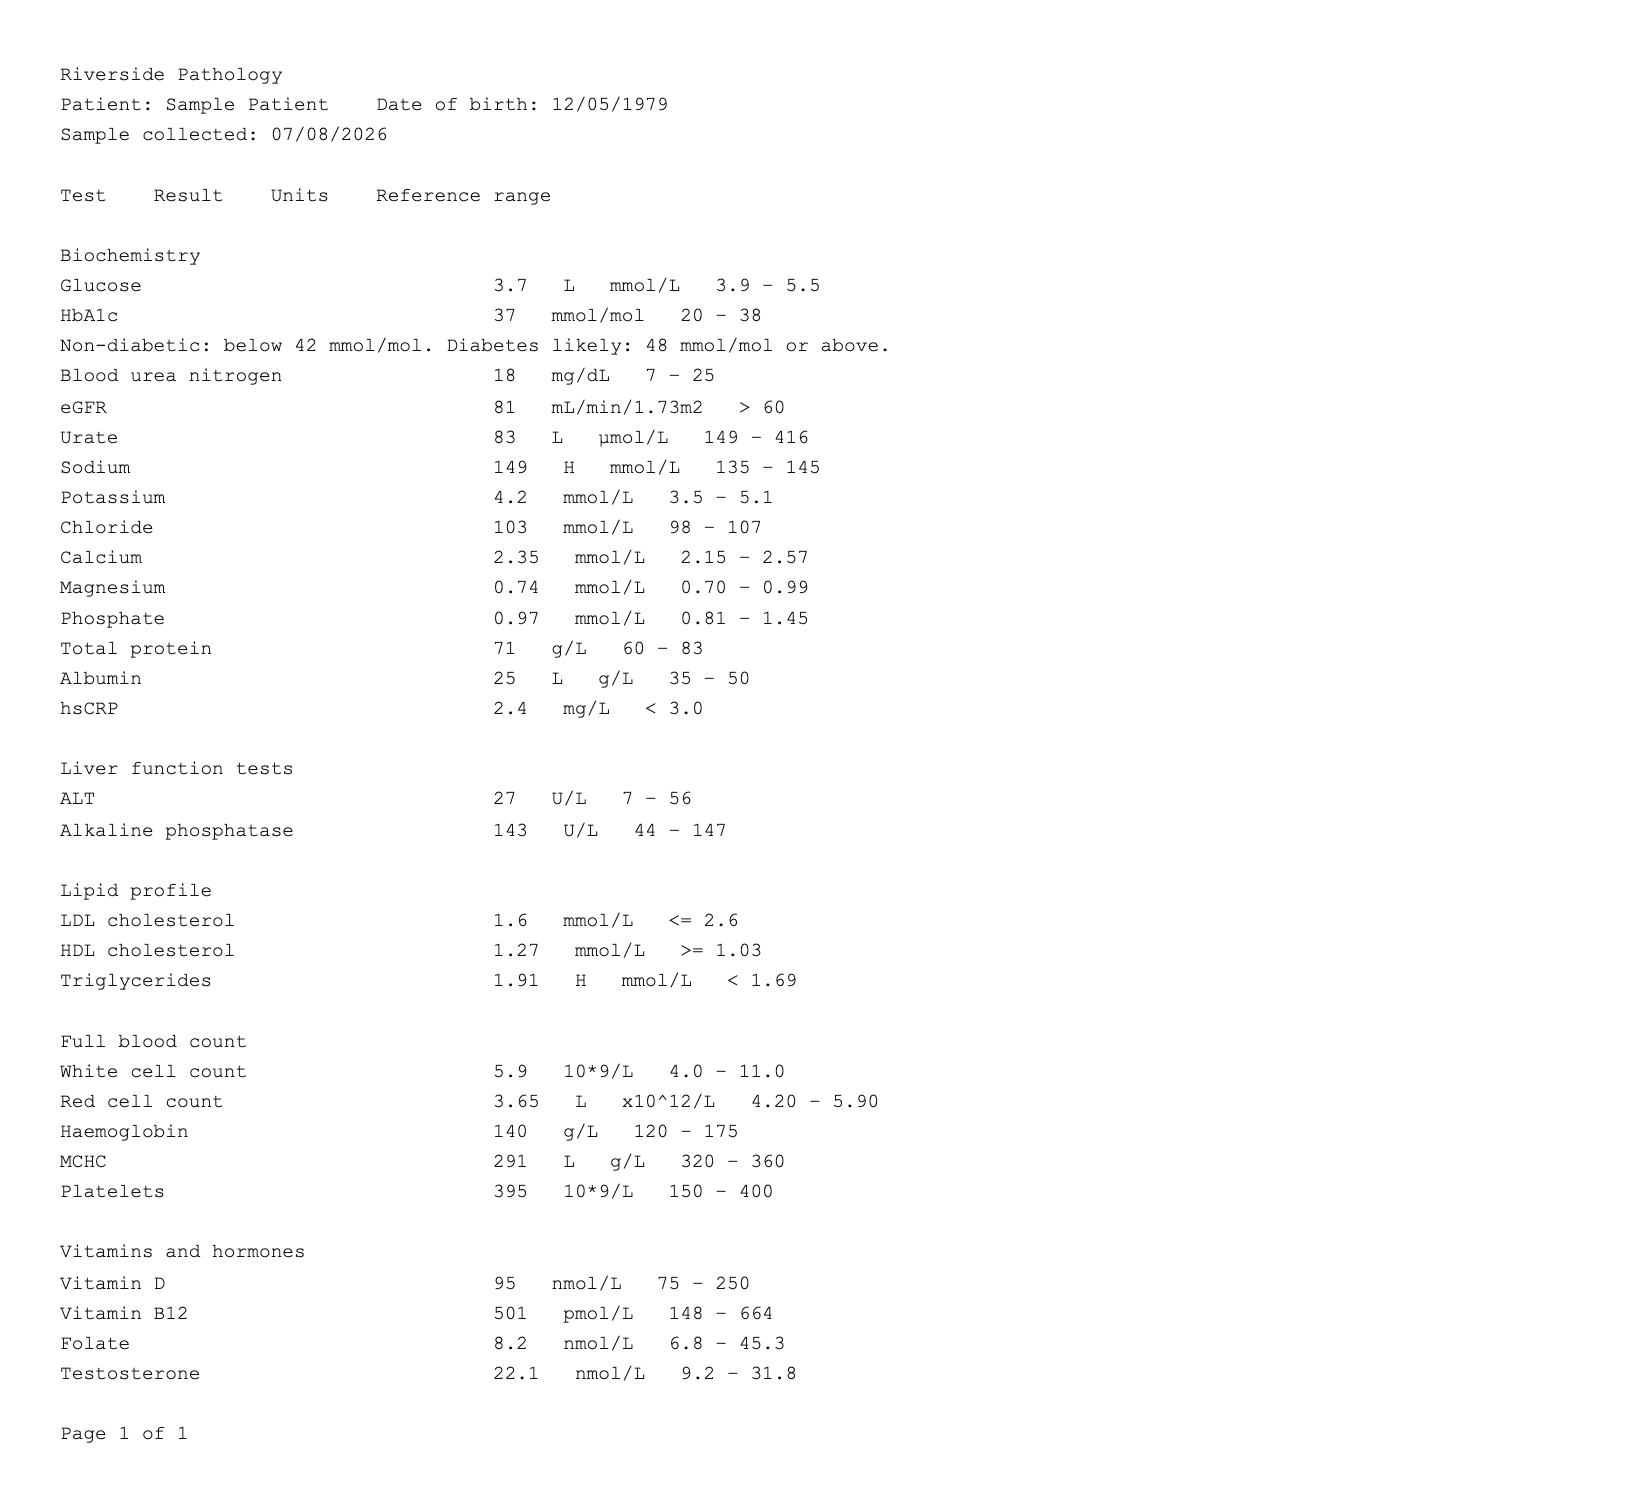 Riverside Pathology
Patient: Sample Patient    Date of birth: 12/05/1979
Sample collected: 07/08/2026

Test    Result    Units    Reference range

Biochemistry
Glucose    3.7   L   mmol/L   3.9 – 5.5
HbA1c    37   mmol/mol   20 – 38
Non-diabetic: below 42 mmol/mol. Diabetes likely: 48 mmol/mol or above.
Blood urea nitrogen    18   mg/dL   7 – 25
eGFR    81   mL/min/1.73m2   > 60
Urate    83   L   µmol/L   149 – 416
Sodium    149   H   mmol/L   135 – 145
Potassium    4.2   mmol/L   3.5 – 5.1
Chloride    103   mmol/L   98 – 107
Calcium    2.35   mmol/L   2.15 – 2.57
Magnesium    0.74   mmol/L   0.70 – 0.99
Phosphate    0.97   mmol/L   0.81 – 1.45
Total protein    71   g/L   60 – 83
Albumin    25   L   g/L   35 – 50
hsCRP    2.4   mg/L   < 3.0

Liver function tests
ALT    27   U/L   7 – 56
Alkaline phosphatase    143   U/L   44 – 147

Lipid profile
LDL cholesterol    1.6   mmol/L   <= 2.6
HDL cholesterol    1.27   mmol/L   >= 1.03
Triglycerides    1.91   H   mmol/L   < 1.69

Full blood count
White cell count    5.9   10*9/L   4.0 – 11.0
Red cell count    3.65   L   x10^12/L   4.20 – 5.90
Haemoglobin    140   g/L   120 – 175
MCHC    291   L   g/L   320 – 360
Platelets    395   10*9/L   150 – 400

Vitamins and hormones
Vitamin D    95   nmol/L   75 – 250
Vitamin B12    501   pmol/L   148 – 664
Folate    8.2   nmol/L   6.8 – 45.3
Testosterone    22.1   nmol/L   9.2 – 31.8

Page 1 of 1